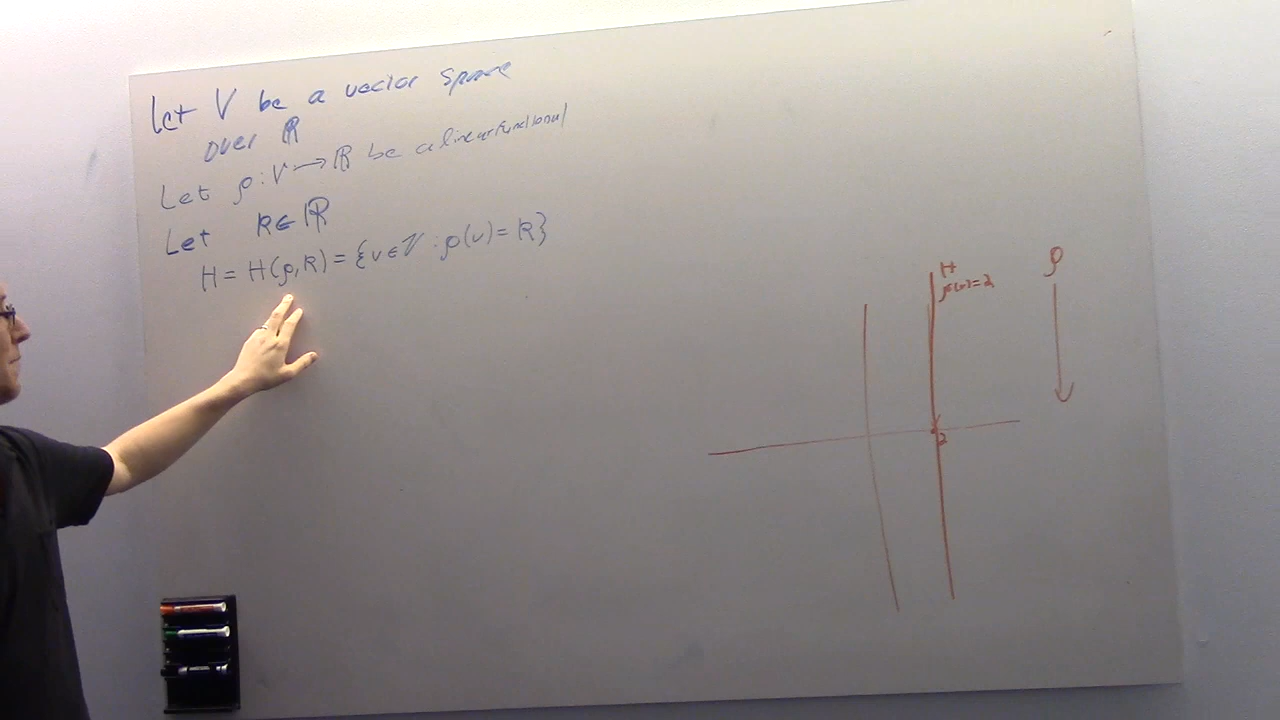 Let V be a vector space
over ℝ
Let ρ: V → ℝ be a linear functional
Let k ∈ ℝ
H = H(ρ, k) = {v ∈ V : ρ(v) = k}
H
ρ(v) = 2
ρ
2